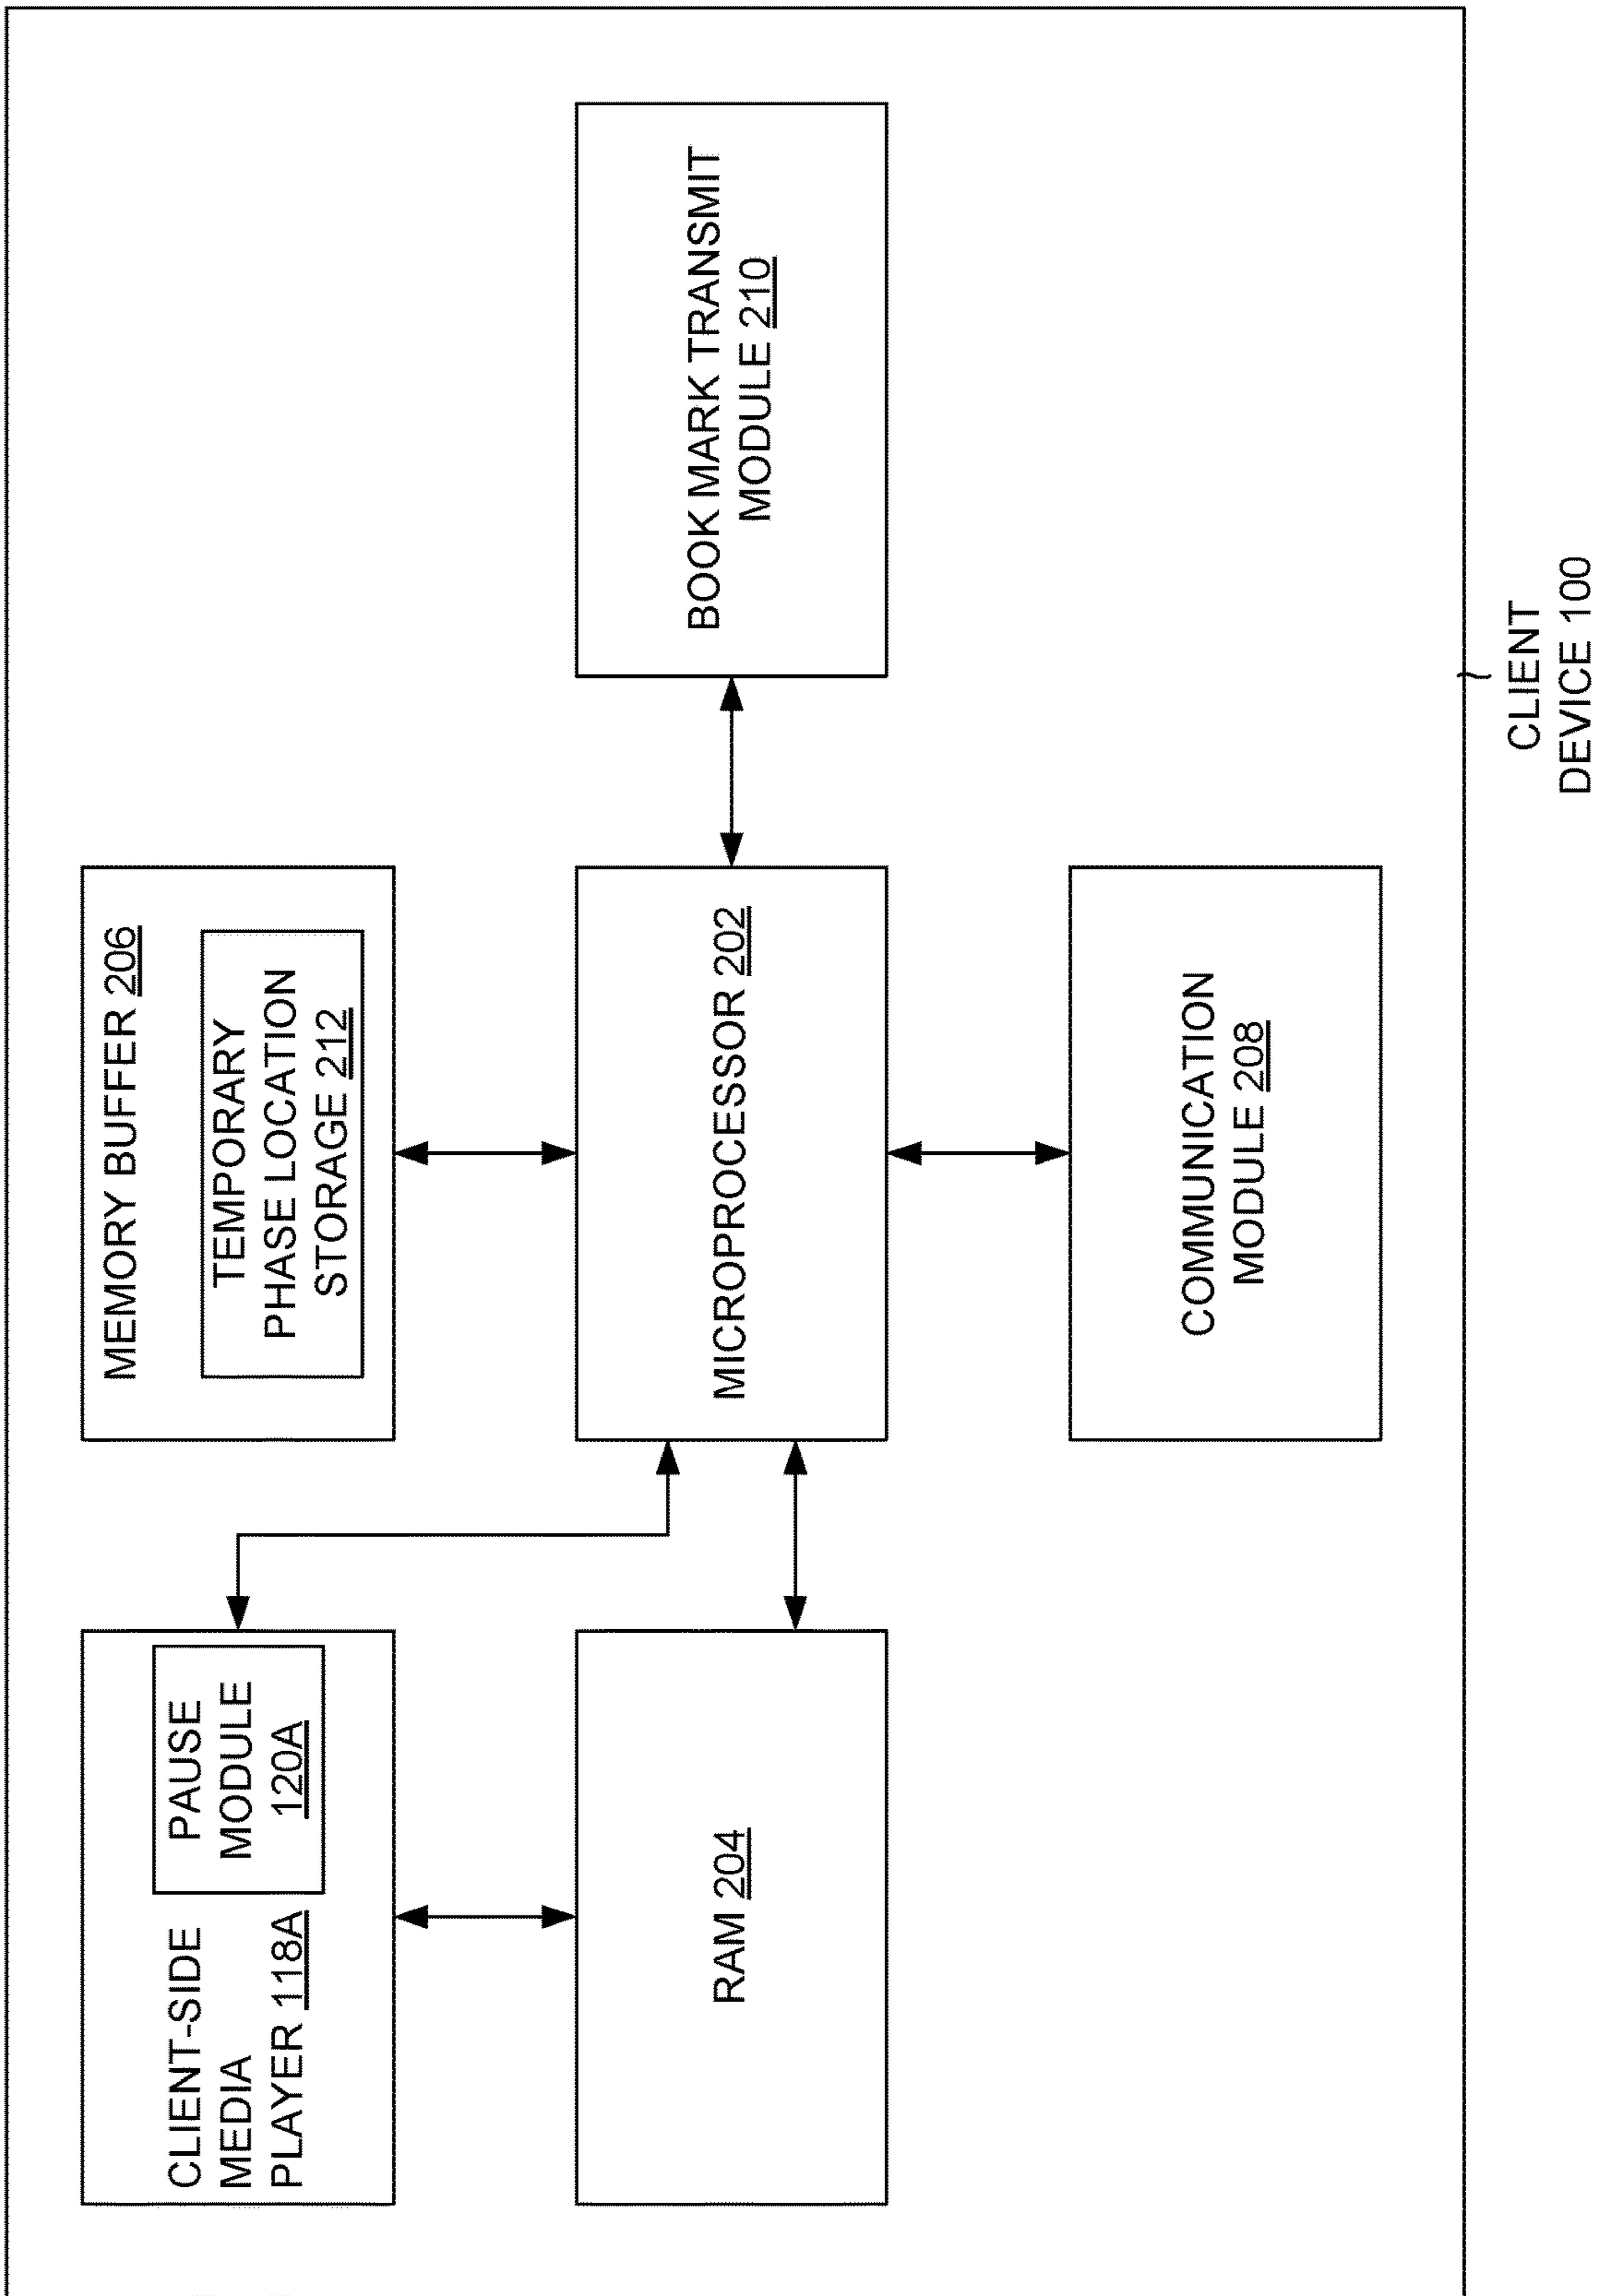 CLIENT-SIDE
MEDIA
PLAYER 118A
PAUSE
MODULE
120A
MEMORY BUFFER 206
TEMPORARY
PHASE LOCATION
STORAGE 212
RAM 204
MICROPROCESSOR 202
BOOK MARK TRANSMIT
MODULE 210
COMMUNICATION
MODULE 208
CLIENT
DEVICE 100